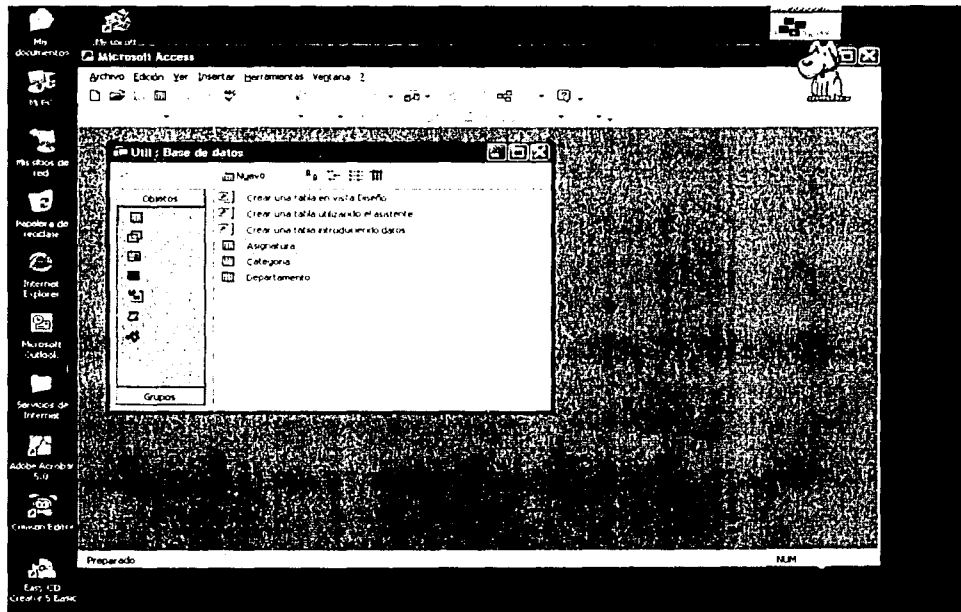 Mis
documentos
Microsoft Access
Archivo Edición Ver Insertar Herramientas Ventana ?
Mi PC
Util : Base de datos
Mis sitios de
red
Nuevo
Objetos
Crear una tabla en vista Diseño
Crear una tabla utilizando el asistente
Crear una tabla introduciendo datos
Asignatura
Categoria
Departamento
Papelera de
reciclaje
Internet
Explorer
Microsoft
Outlook
Grupos
Servicios de
Internet
Adobe Acrobat
5.0
Crimson Editor
Preparado
NUM
Easy CD
Creator 5 Basic